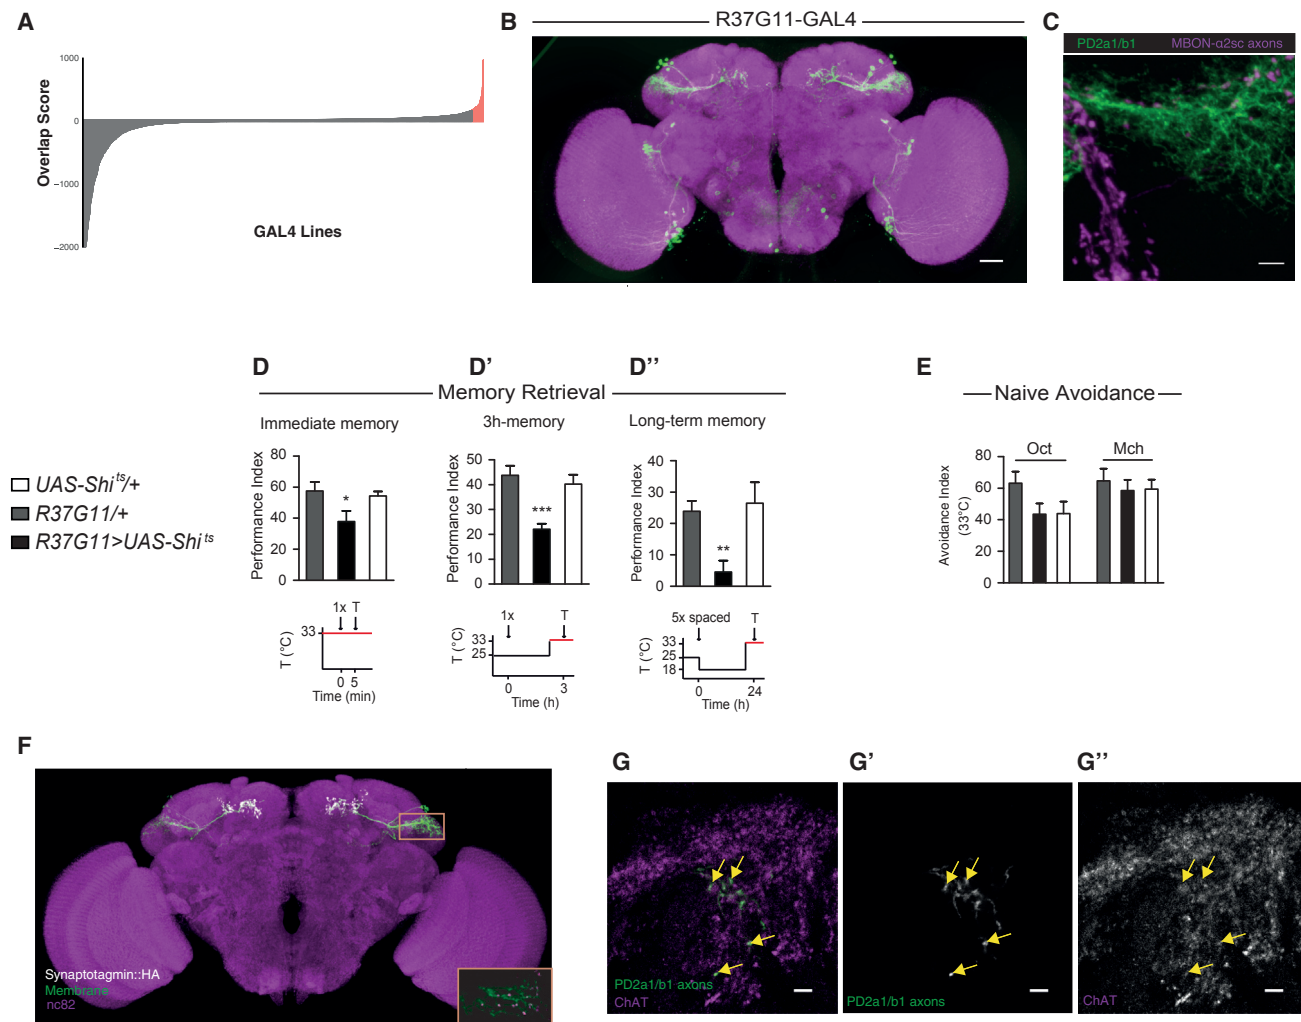 A
1000
0
−1000
−2000
Overlap Score
GAL4 Lines
B
R37G11-GAL4
C
PD2a1/b1 MBON-α2sc axons
UAS-Shi^ts/+
R37G11/+
R37G11>UAS-Shi^ts
D D' D''
Memory Retrieval
Immediate memory
80
60
40
20
0
Performance Index
*
1x T
33
T (°C)
0 5
Time (min)
3h-memory
50
40
30
20
10
0
Performance Index
***
1x T
33
25
T (°C)
0 3
Time (h)
Long-term memory
40
30
20
10
0
Performance Index
**
5x spaced T
33
25
18
T (°C)
0 24
Time (h)
E
Naive Avoidance
Oct Mch
80
60
40
20
0
Avoidance Index
(33°C)
F
Synaptotagmin::HA
Membrane
nc82
G
PD2a1/b1 axons
ChAT
G'
PD2a1/b1 axons
G''
ChAT